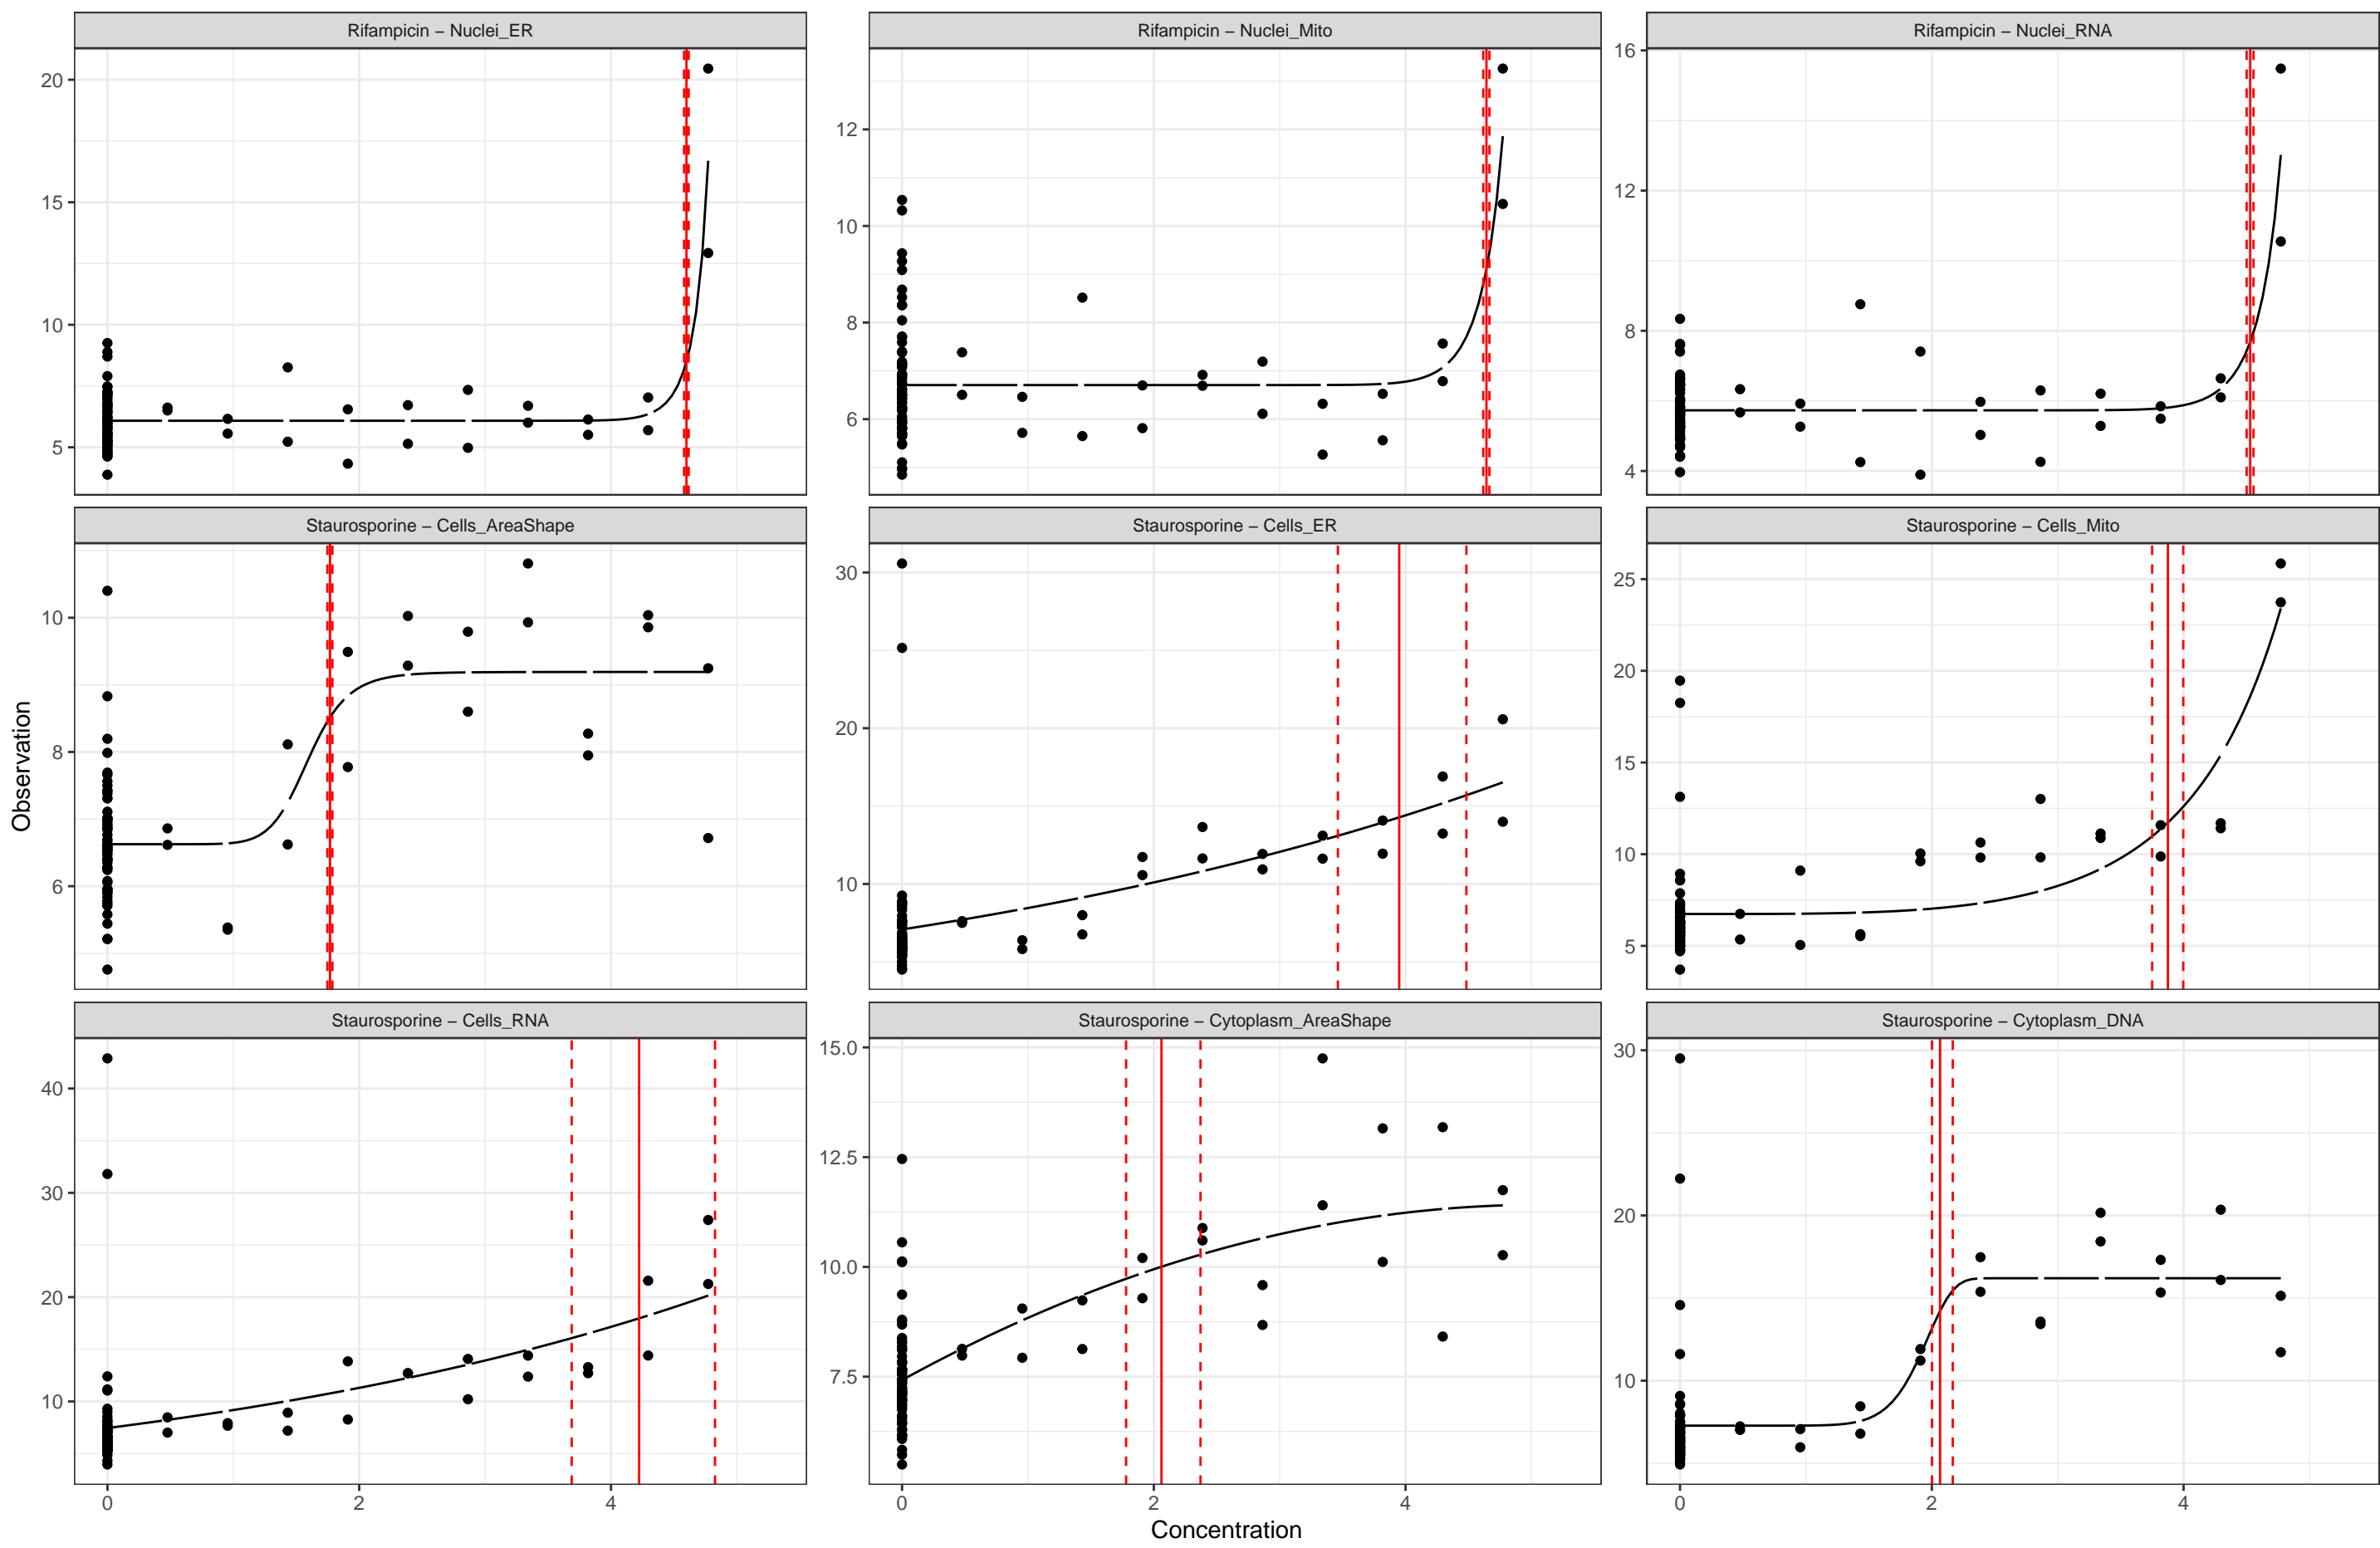 Rifampicin − Nuclei_ER
Rifampicin − Nuclei_Mito
Rifampicin − Nuclei_RNA
20
15
10
5
12
10
8
6
16
12
8
4
Staurosporine − Cells_AreaShape
Staurosporine − Cells_ER
Staurosporine − Cells_Mito
10
8
6
30
20
10
25
20
15
10
5
Staurosporine − Cells_RNA
Staurosporine − Cytoplasm_AreaShape
Staurosporine − Cytoplasm_DNA
40
30
20
10
15.0
12.5
10.0
7.5
30
20
10
0 2 4
0 2 4
0 2 4
Observation
Concentration